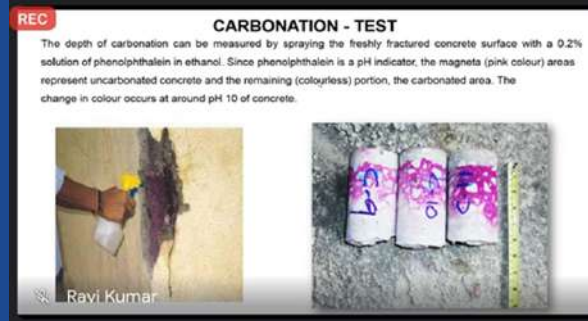 REC
CARBONATION - TEST
The depth of carbonation can be measured by spraying the freshly fractured concrete surface with a 0.2%
solution of phenolphthalein in ethanol. Since phenolphthalein is a pH indicator, the magneta (pink colour) areas
represent uncarbonated concrete and the remaining (colourless) portion, the carbonated area. The
change in colour occurs at around pH 10 of concrete.
Ravi Kumar